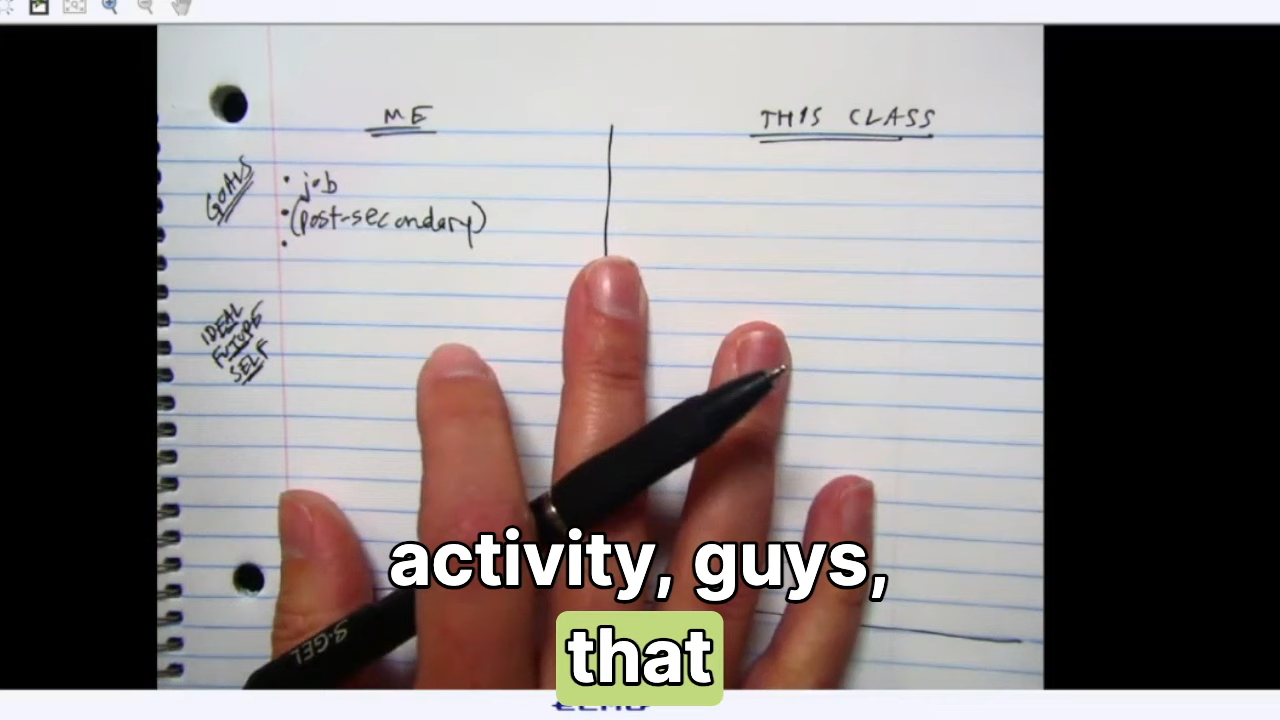 ME
THIS CLASS
GOALS
• job
• (post-secondary)
•
IDEAL
FUTURE
SELF
S·GEL
activity, guys,
that